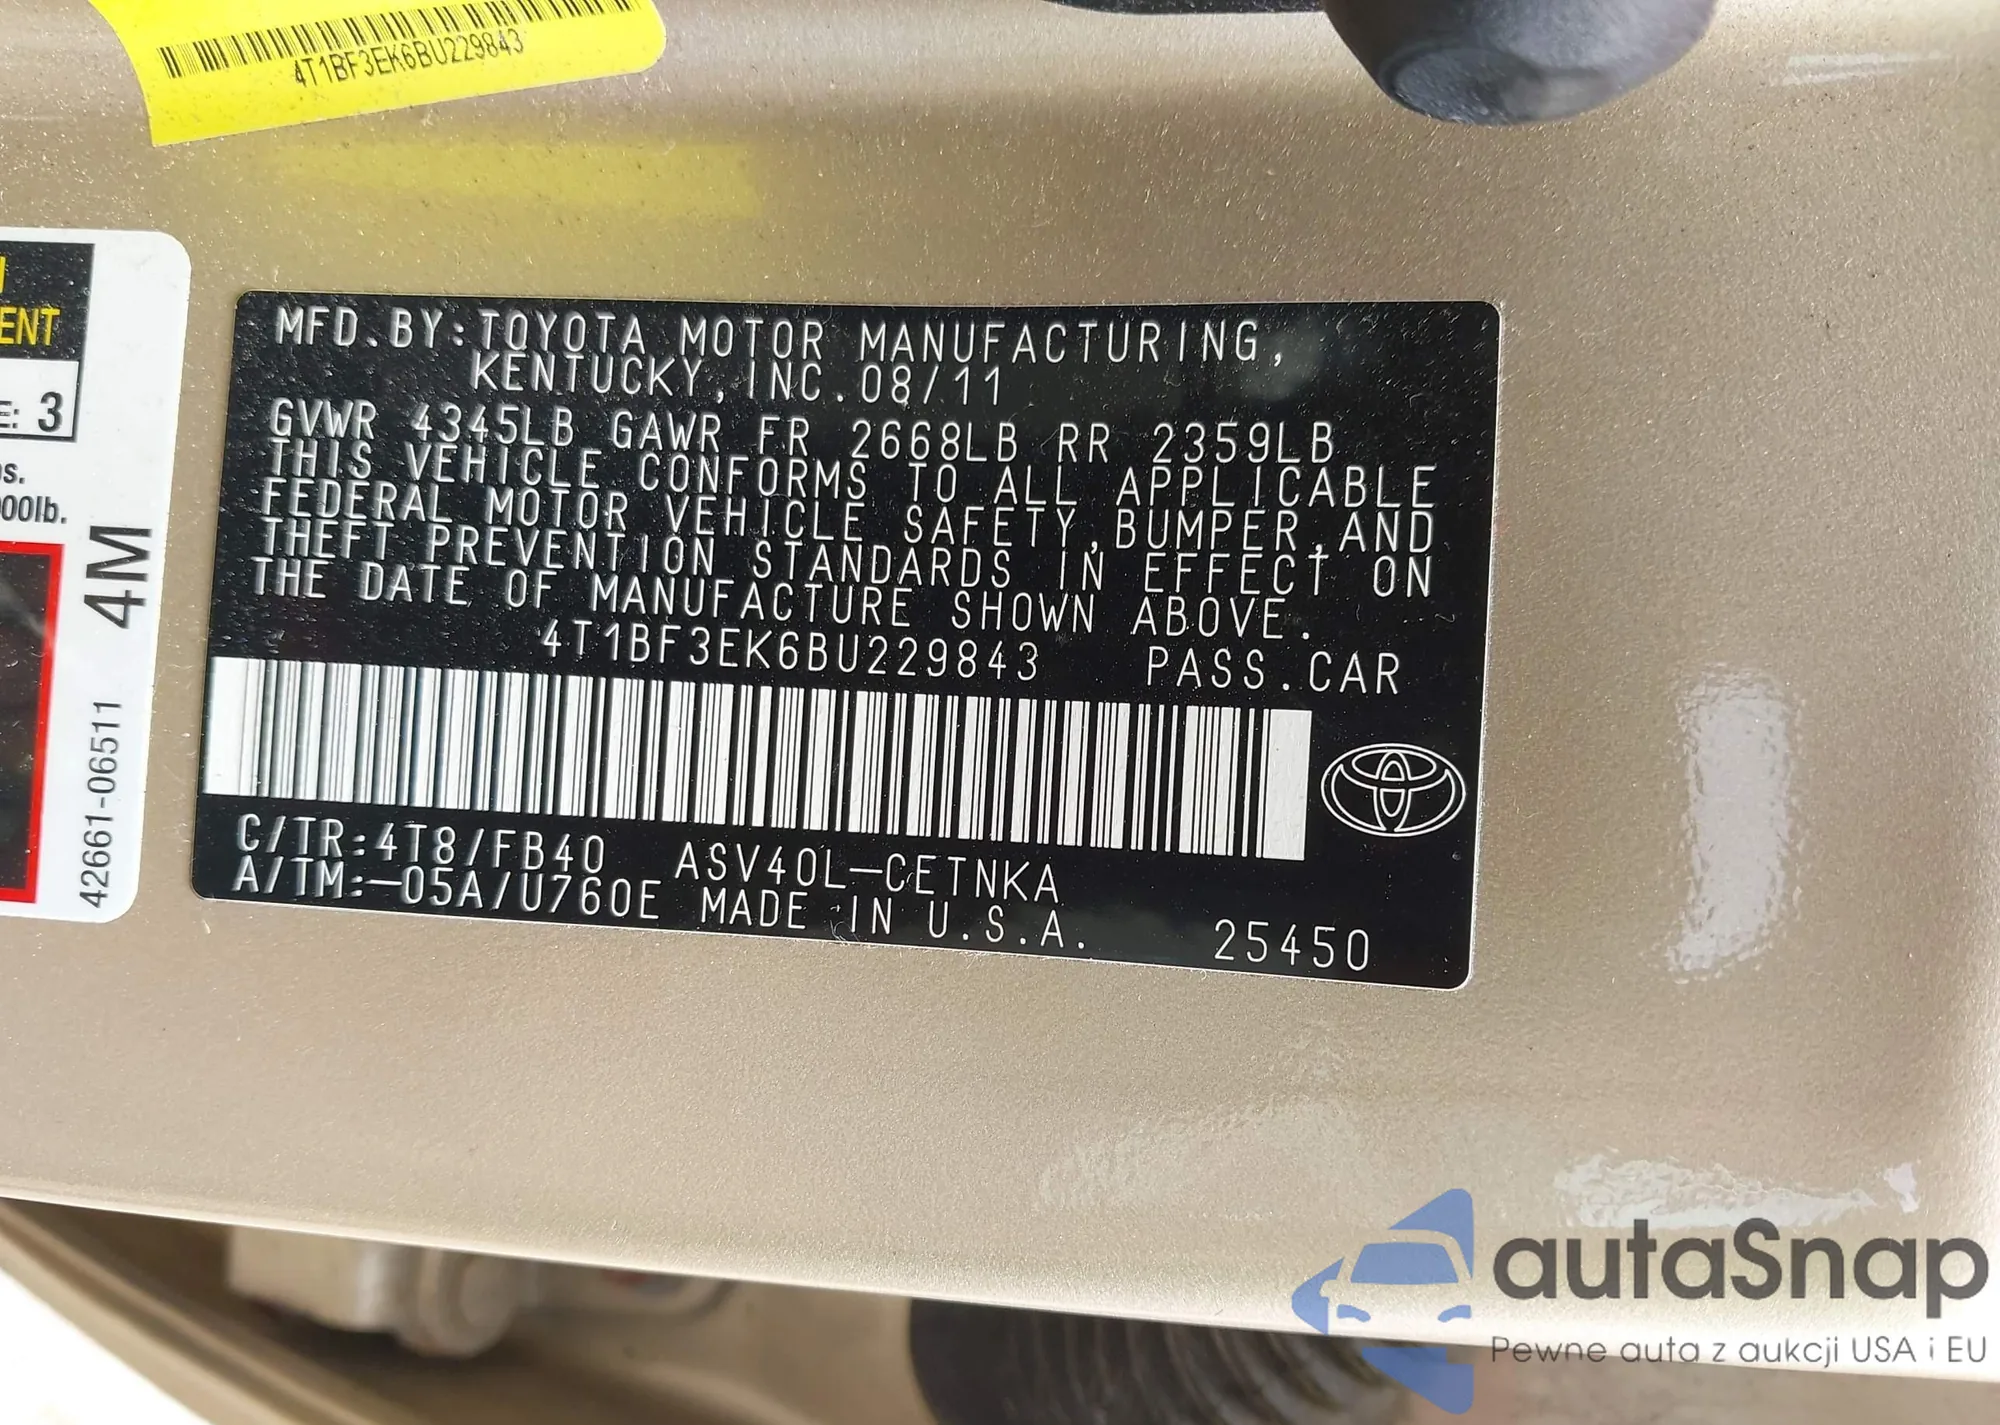 4T1BF3EK6BU229843
ENT
E: 3
s.
00lb.
4M
42661-06511
MFD.BY:TOYOTA MOTOR MANUFACTURING,
KENTUCKY,INC.08/11
GVWR 4345LB GAWR FR 2668LB RR 2359LB
THIS VEHICLE CONFORMS TO ALL APPLICABLE
FEDERAL MOTOR VEHICLE SAFETY,BUMPER,AND
THEFT PREVENTION STANDARDS IN EFFECT ON
THE DATE OF MANUFACTURE SHOWN ABOVE.
4T1BF3EK6BU229843 PASS.CAR
C/TR:4T8/FB40 ASV40L-CETNKA
A/TM:-05A/U760E MADE IN U.S.A.
25450
autaSnap
Pewne auta z aukcji USA i EU